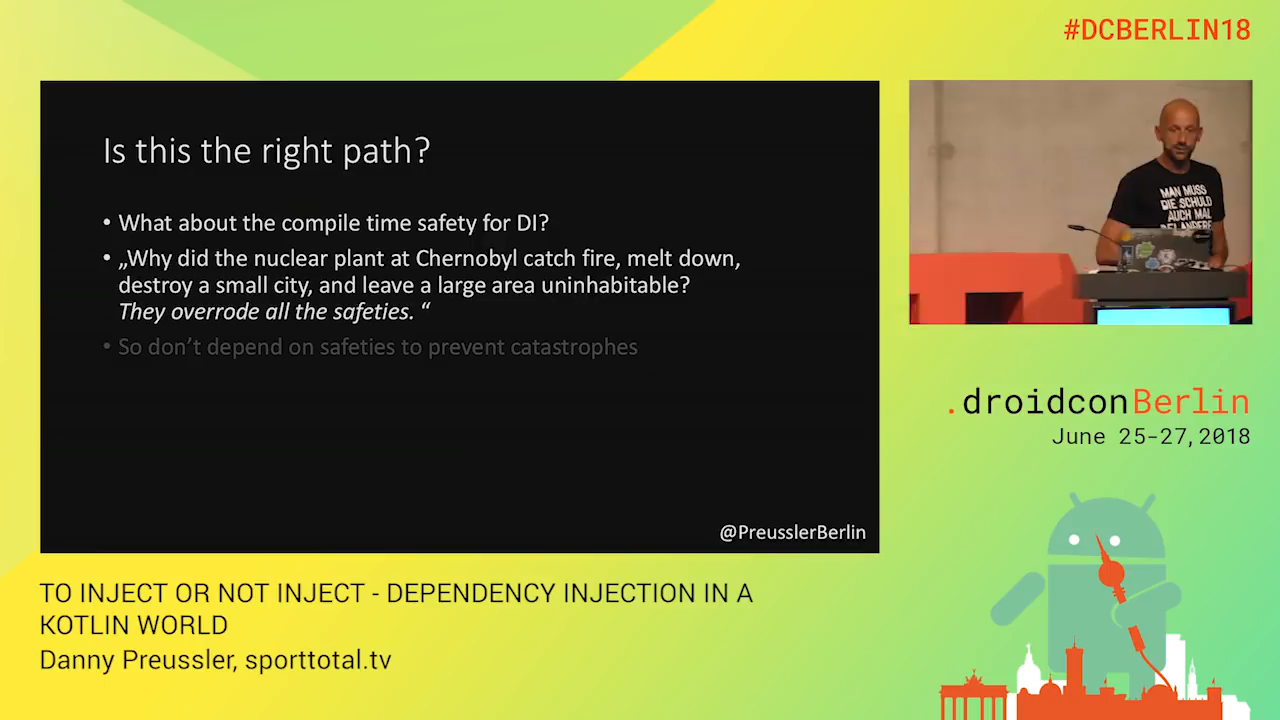 #DCBERLIN18
Is this the right path?
• What about the compile time safety for DI?
• „Why did the nuclear plant at Chernobyl catch fire, melt down,
destroy a small city, and leave a large area uninhabitable?
They overrode all the safeties. “
• So don’t depend on safeties to prevent catastrophes
@PreusslerBerlin
MAN MUSS
DIE SCHULD
AUCH MAL
.droidconBerlin
June 25-27, 2018
TO INJECT OR NOT INJECT - DEPENDENCY INJECTION IN A
KOTLIN WORLD
Danny Preussler, sporttotal.tv